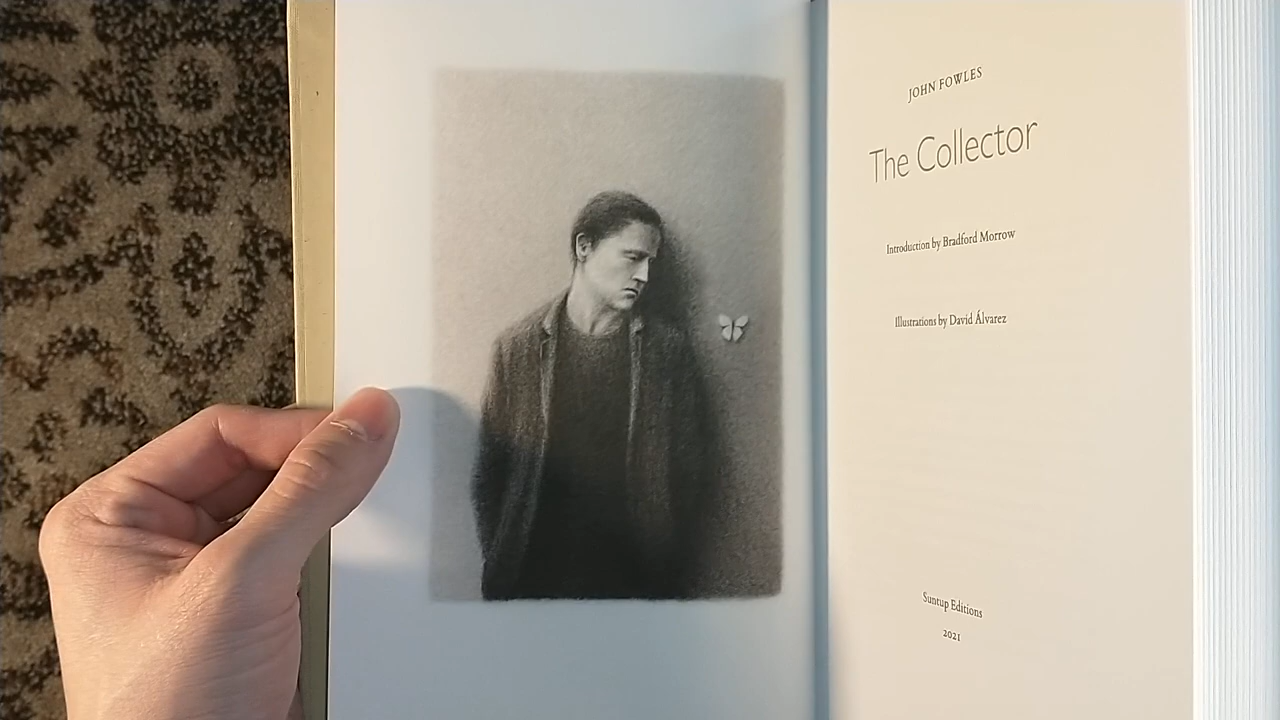 JOHN FOWLES
The Collector
Introduction by Bradford Morrow
Illustrations by David Álvarez
Suntup Editions
2021